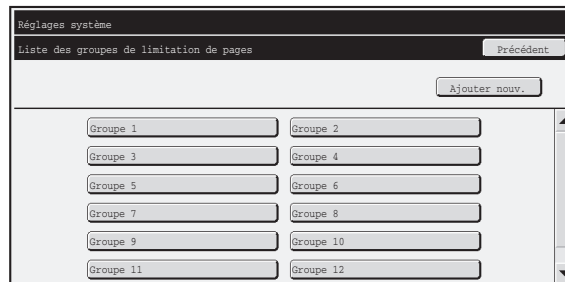 Réglages système
Liste des groupes de limitation de pages Précédent
Ajouter nouv.
Groupe 1 Groupe 2
Groupe 3 Groupe 4
Groupe 5 Groupe 6
Groupe 7 Groupe 8
Groupe 9 Groupe 10
Groupe 11 Groupe 12